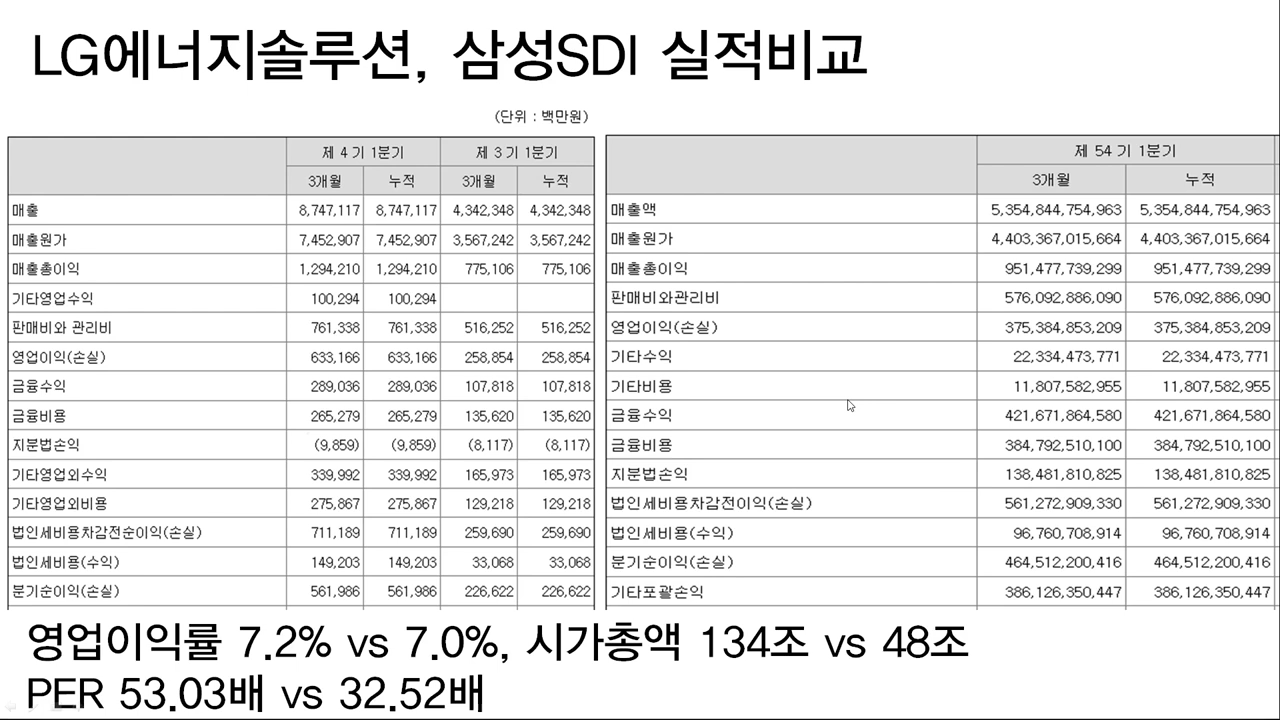 LG에너지솔루션, 삼성SDI 실적비교
(단위 : 백만원)
제 4 기 1분기 제 3 기 1분기
3개월 누적 3개월 누적
매출 8,747,117 8,747,117 4,342,348 4,342,348
매출원가 7,452,907 7,452,907 3,567,242 3,567,242
매출총이익 1,294,210 1,294,210 775,106 775,106
기타영업수익 100,294 100,294
판매비와 관리비 761,338 761,338 516,252 516,252
영업이익(손실) 633,166 633,166 258,854 258,854
금융수익 289,036 289,036 107,818 107,818
금융비용 265,279 265,279 135,620 135,620
지분법손익 (9,859) (9,859) (8,117) (8,117)
기타영업외수익 339,992 339,992 165,973 165,973
기타영업외비용 275,867 275,867 129,218 129,218
법인세비용차감전순이익(손실) 711,189 711,189 259,690 259,690
법인세비용(수익) 149,203 149,203 33,068 33,068
분기순이익(손실) 561,986 561,986 226,622 226,622
제 54 기 1분기
3개월 누적
매출액 5,354,844,754,963 5,354,844,754,963
매출원가 4,403,367,015,664 4,403,367,015,664
매출총이익 951,477,739,299 951,477,739,299
판매비와관리비 576,092,886,090 576,092,886,090
영업이익(손실) 375,384,853,209 375,384,853,209
기타수익 22,334,473,771 22,334,473,771
기타비용 11,807,582,955 11,807,582,955
금융수익 421,671,864,580 421,671,864,580
금융비용 384,792,510,100 384,792,510,100
지분법손익 138,481,810,825 138,481,810,825
법인세비용차감전이익(손실) 561,272,909,330 561,272,909,330
법인세비용(수익) 96,760,708,914 96,760,708,914
분기순이익(손실) 464,512,200,416 464,512,200,416
기타포괄손익 386,126,350,447 386,126,350,447
영업이익률 7.2% vs 7.0%, 시가총액 134조 vs 48조
PER 53.03배 vs 32.52배